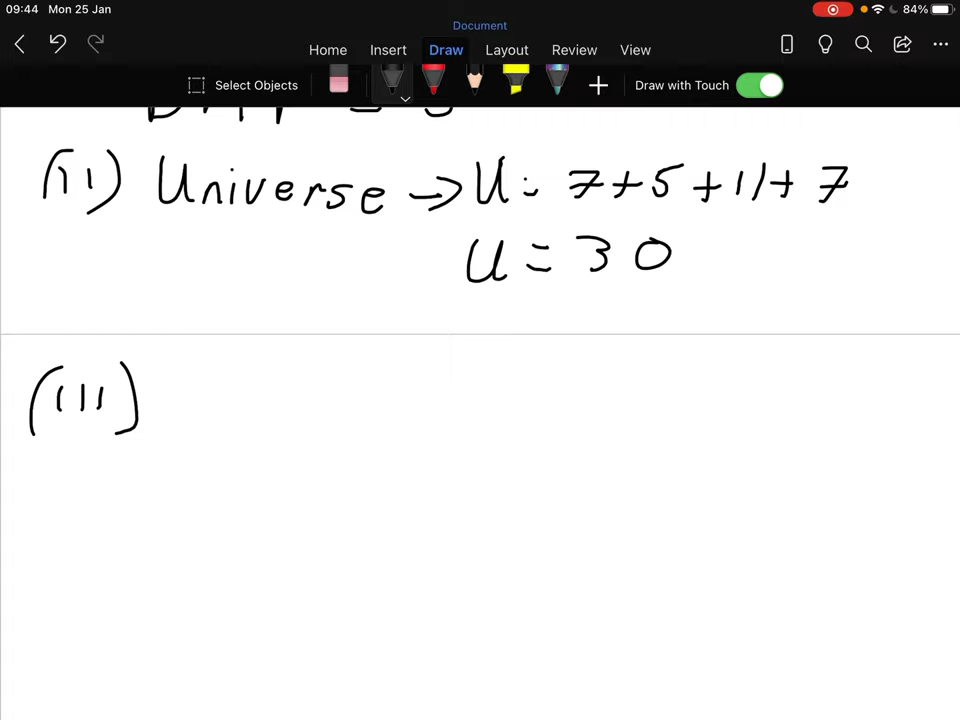 09:44 Mon 25 Jan 84%
Document
Home Insert Draw Layout Review View
Select Objects Draw with Touch
(ii) Universe → U = 7+5+11+7
U = 30
(iii)